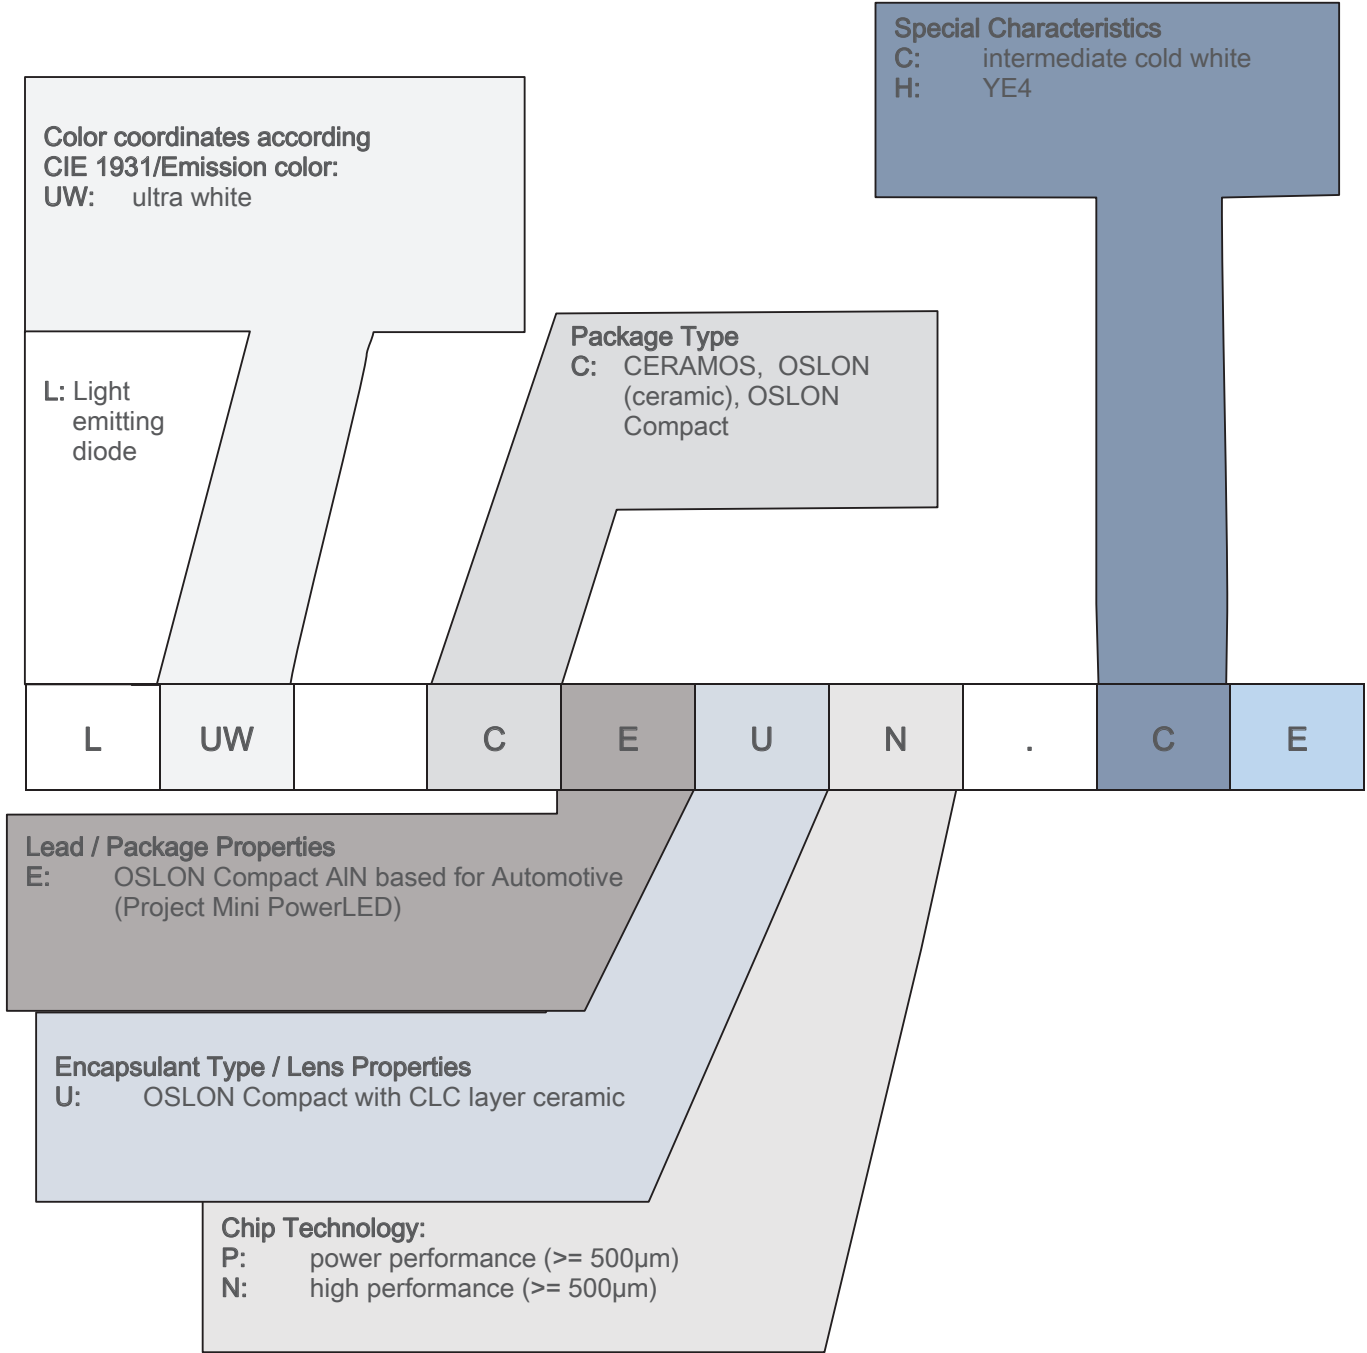 Special Characteristics
C: intermediate cold white
H: YE4
Color coordinates according
CIE 1931/Emission color:
UW: ultra white
Package Type
C: CERAMOS, OSLON
(ceramic), OSLON
Compact
L: Light
emitting
diode
L UW C E U N . C E
Lead / Package Properties
E: OSLON Compact AlN based for Automotive
(Project Mini PowerLED)
Encapsulant Type / Lens Properties
U: OSLON Compact with CLC layer ceramic
Chip Technology:
P: power performance (>= 500µm)
N: high performance (>= 500µm)